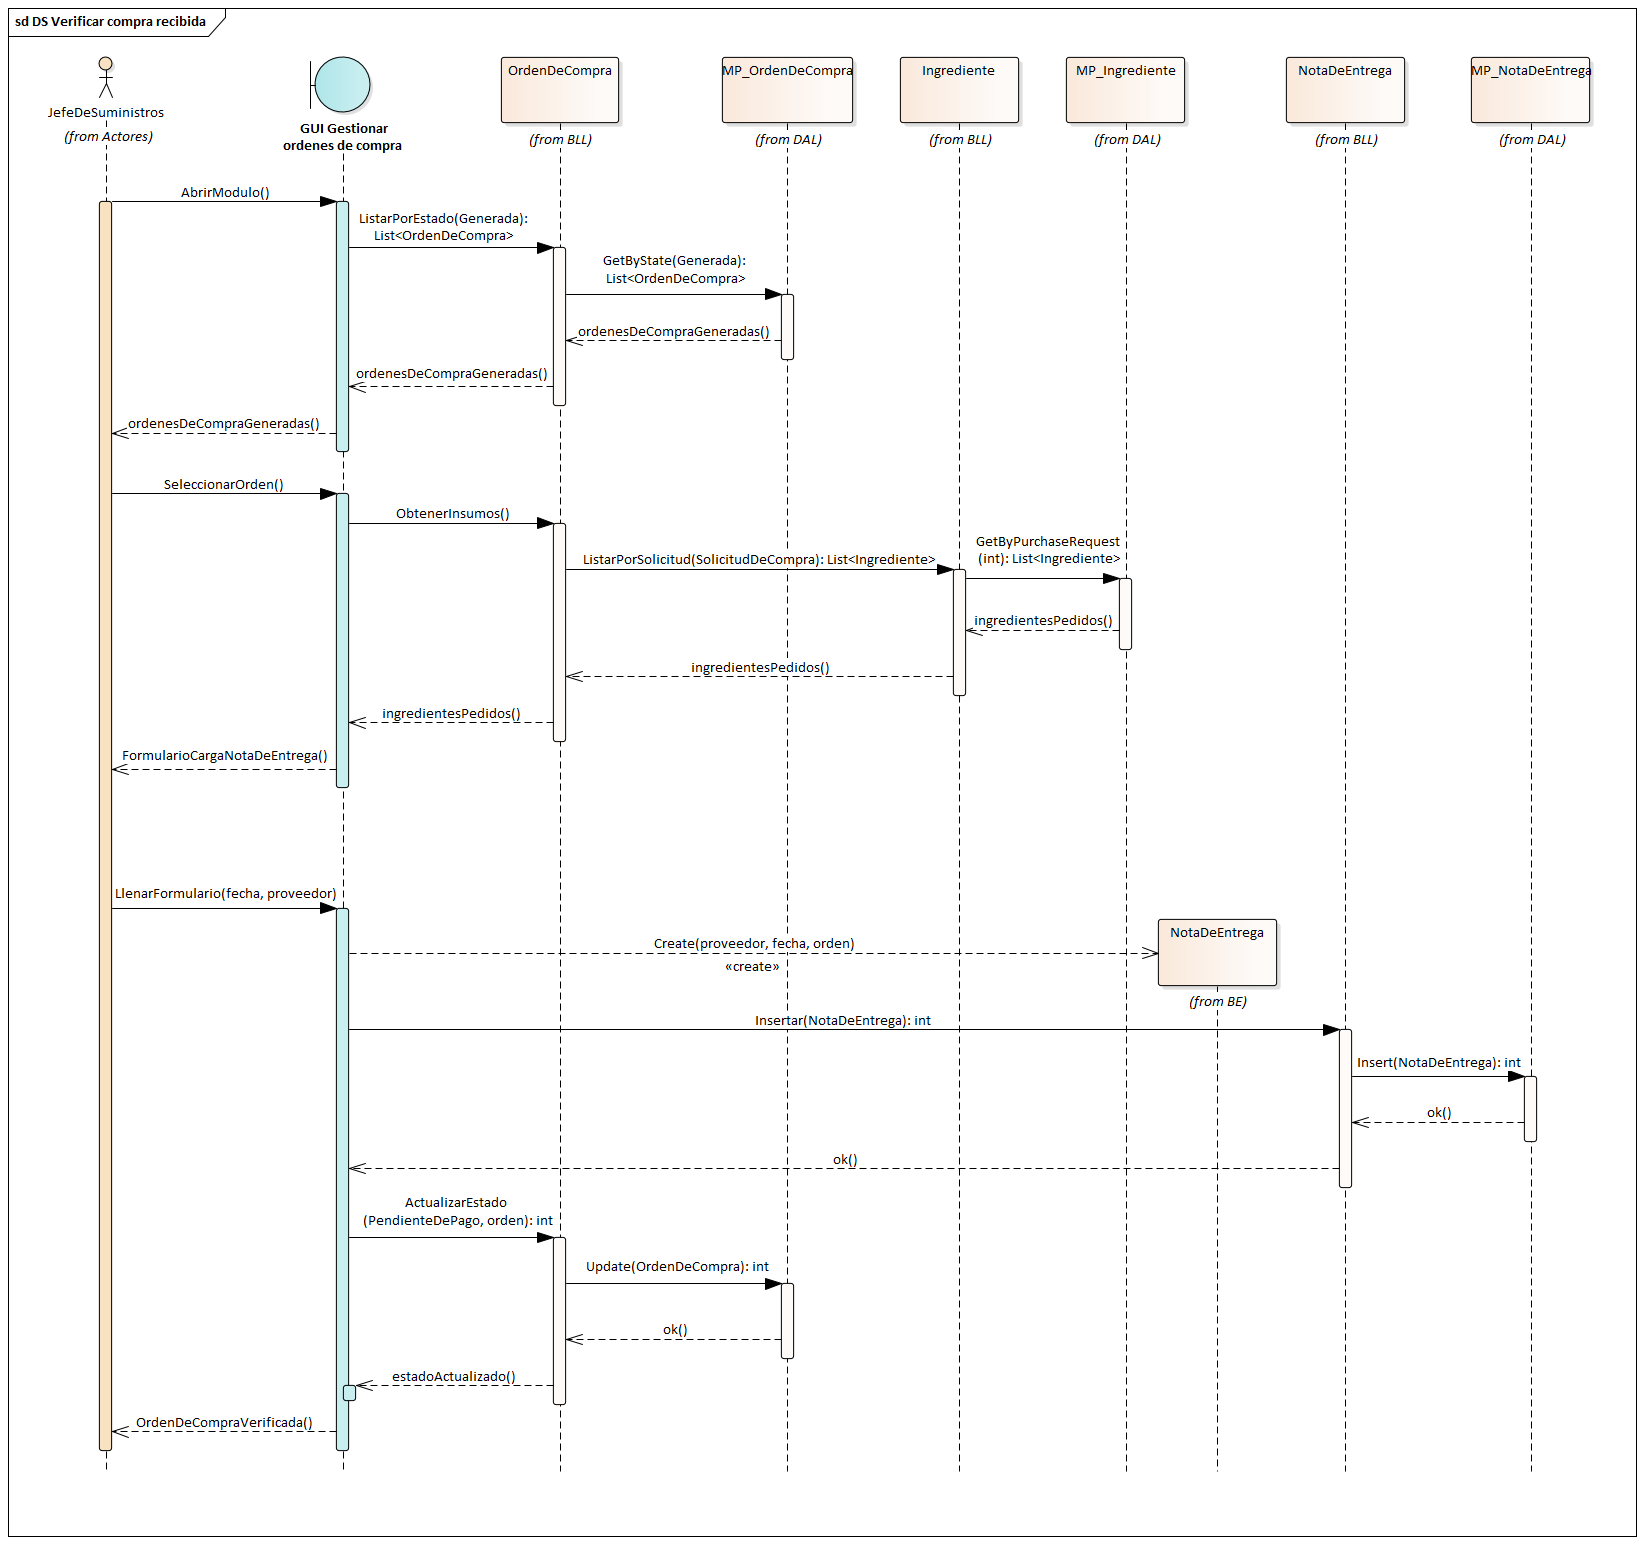 sd DS Verificar compra recibida
JefeDeSuministros
(from Actores)
GUI Gestionar
ordenes de compra
OrdenDeCompra
(from BLL)
MP_OrdenDeCompra
(from DAL)
Ingrediente
(from BLL)
MP_Ingrediente
(from DAL)
NotaDeEntrega
(from BLL)
MP_NotaDeEntrega
(from DAL)
AbrirModulo()
ListarPorEstado(Generada):
List<OrdenDeCompra>
GetByState(Generada):
List<OrdenDeCompra>
ordenesDeCompraGeneradas()
ordenesDeCompraGeneradas()
ordenesDeCompraGeneradas()
SeleccionarOrden()
ObtenerInsumos()
ListarPorSolicitud(SolicitudDeCompra): List<Ingrediente>
GetByPurchaseRequest
(int): List<Ingrediente>
ingredientesPedidos()
ingredientesPedidos()
ingredientesPedidos()
FormularioCargaNotaDeEntrega()
LlenarFormulario(fecha, proveedor)
Create(proveedor, fecha, orden)
«create»
NotaDeEntrega
(from BE)
Insertar(NotaDeEntrega): int
Insert(NotaDeEntrega): int
ok()
ok()
ActualizarEstado
(PendienteDePago, orden): int
Update(OrdenDeCompra): int
ok()
estadoActualizado()
OrdenDeCompraVerificada()